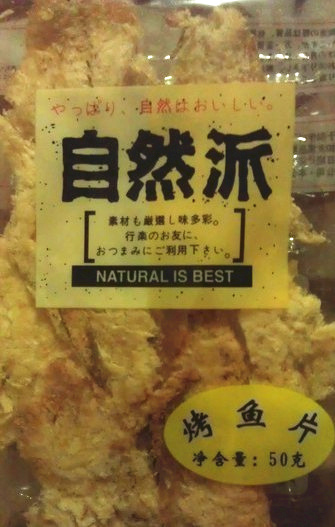 やっぱり、自然はおいしい。
自然派
素材も厳選し味多彩。
行楽のお友に、
おつまみにご利用下さい。
NATURAL IS BEST
烤鱼片
净含量:50克